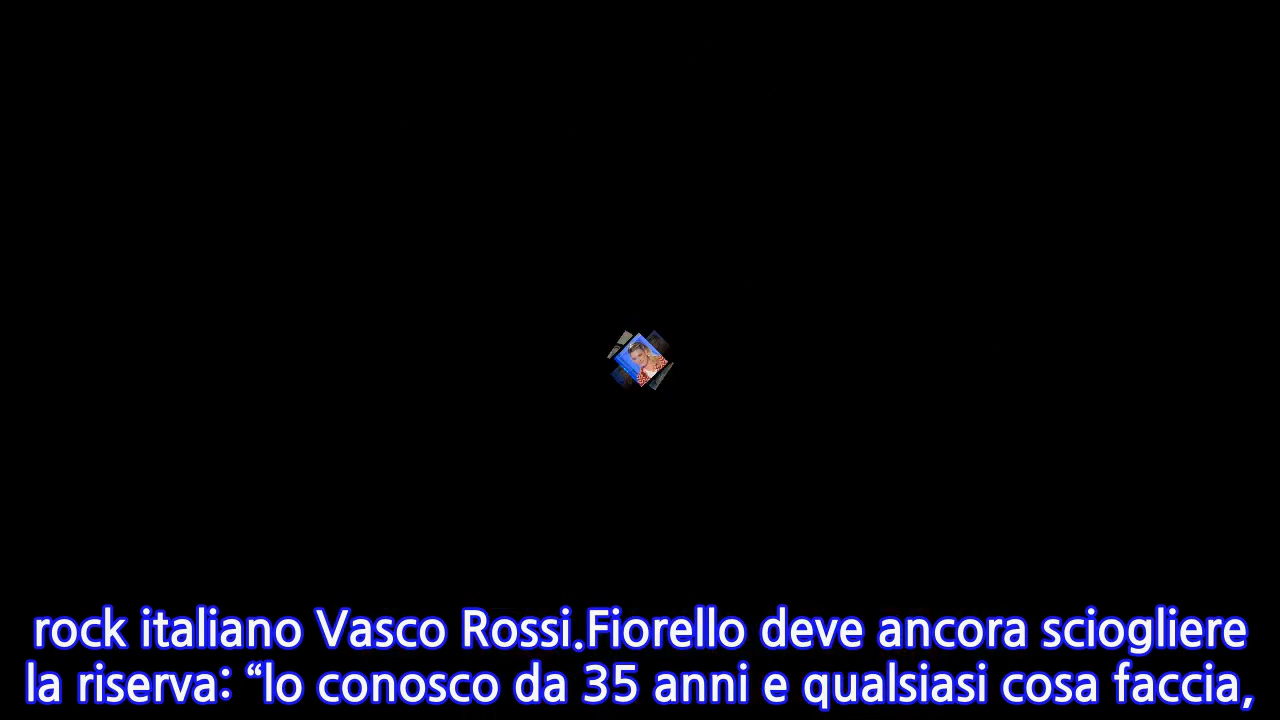 rock italiano Vasco Rossi.Fiorello deve ancora sciogliere
la riserva: “lo conosco da 35 anni e qualsiasi cosa faccia,